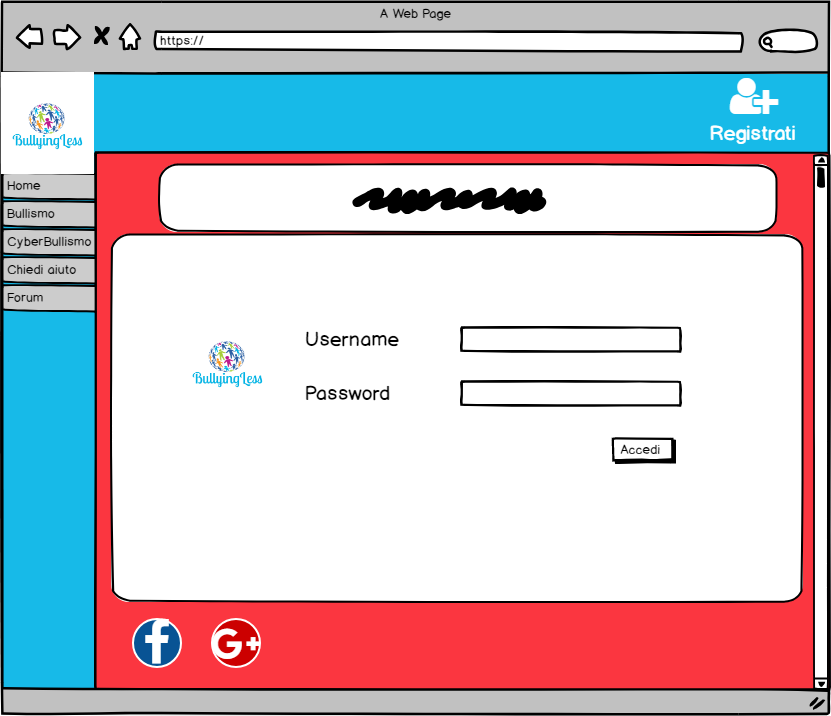 A Web Page
https://
BullyingLess
Registrati
Home
Bullismo
CyberBullismo
Chiedi aiuto
Forum
Username
BullyingLess
Password
Accedi
f
G+